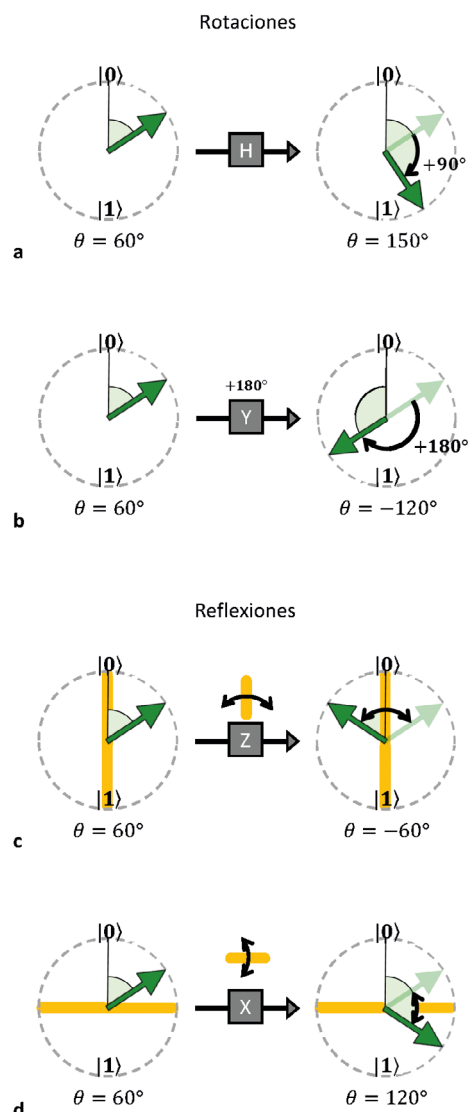 Rotaciones
|0⟩ |0⟩
H
+90°
|1⟩ |1⟩
a
θ = 60° θ = 150°
|0⟩ |0⟩
+180°
Y
+180°
|1⟩ |1⟩
b
θ = 60° θ = −120°
Reflexiones
|0⟩ |0⟩
Z
|1⟩ |1⟩
c
θ = 60° θ = −60°
|0⟩ |0⟩
X
|1⟩ |1⟩
d
θ = 60° θ = 120°